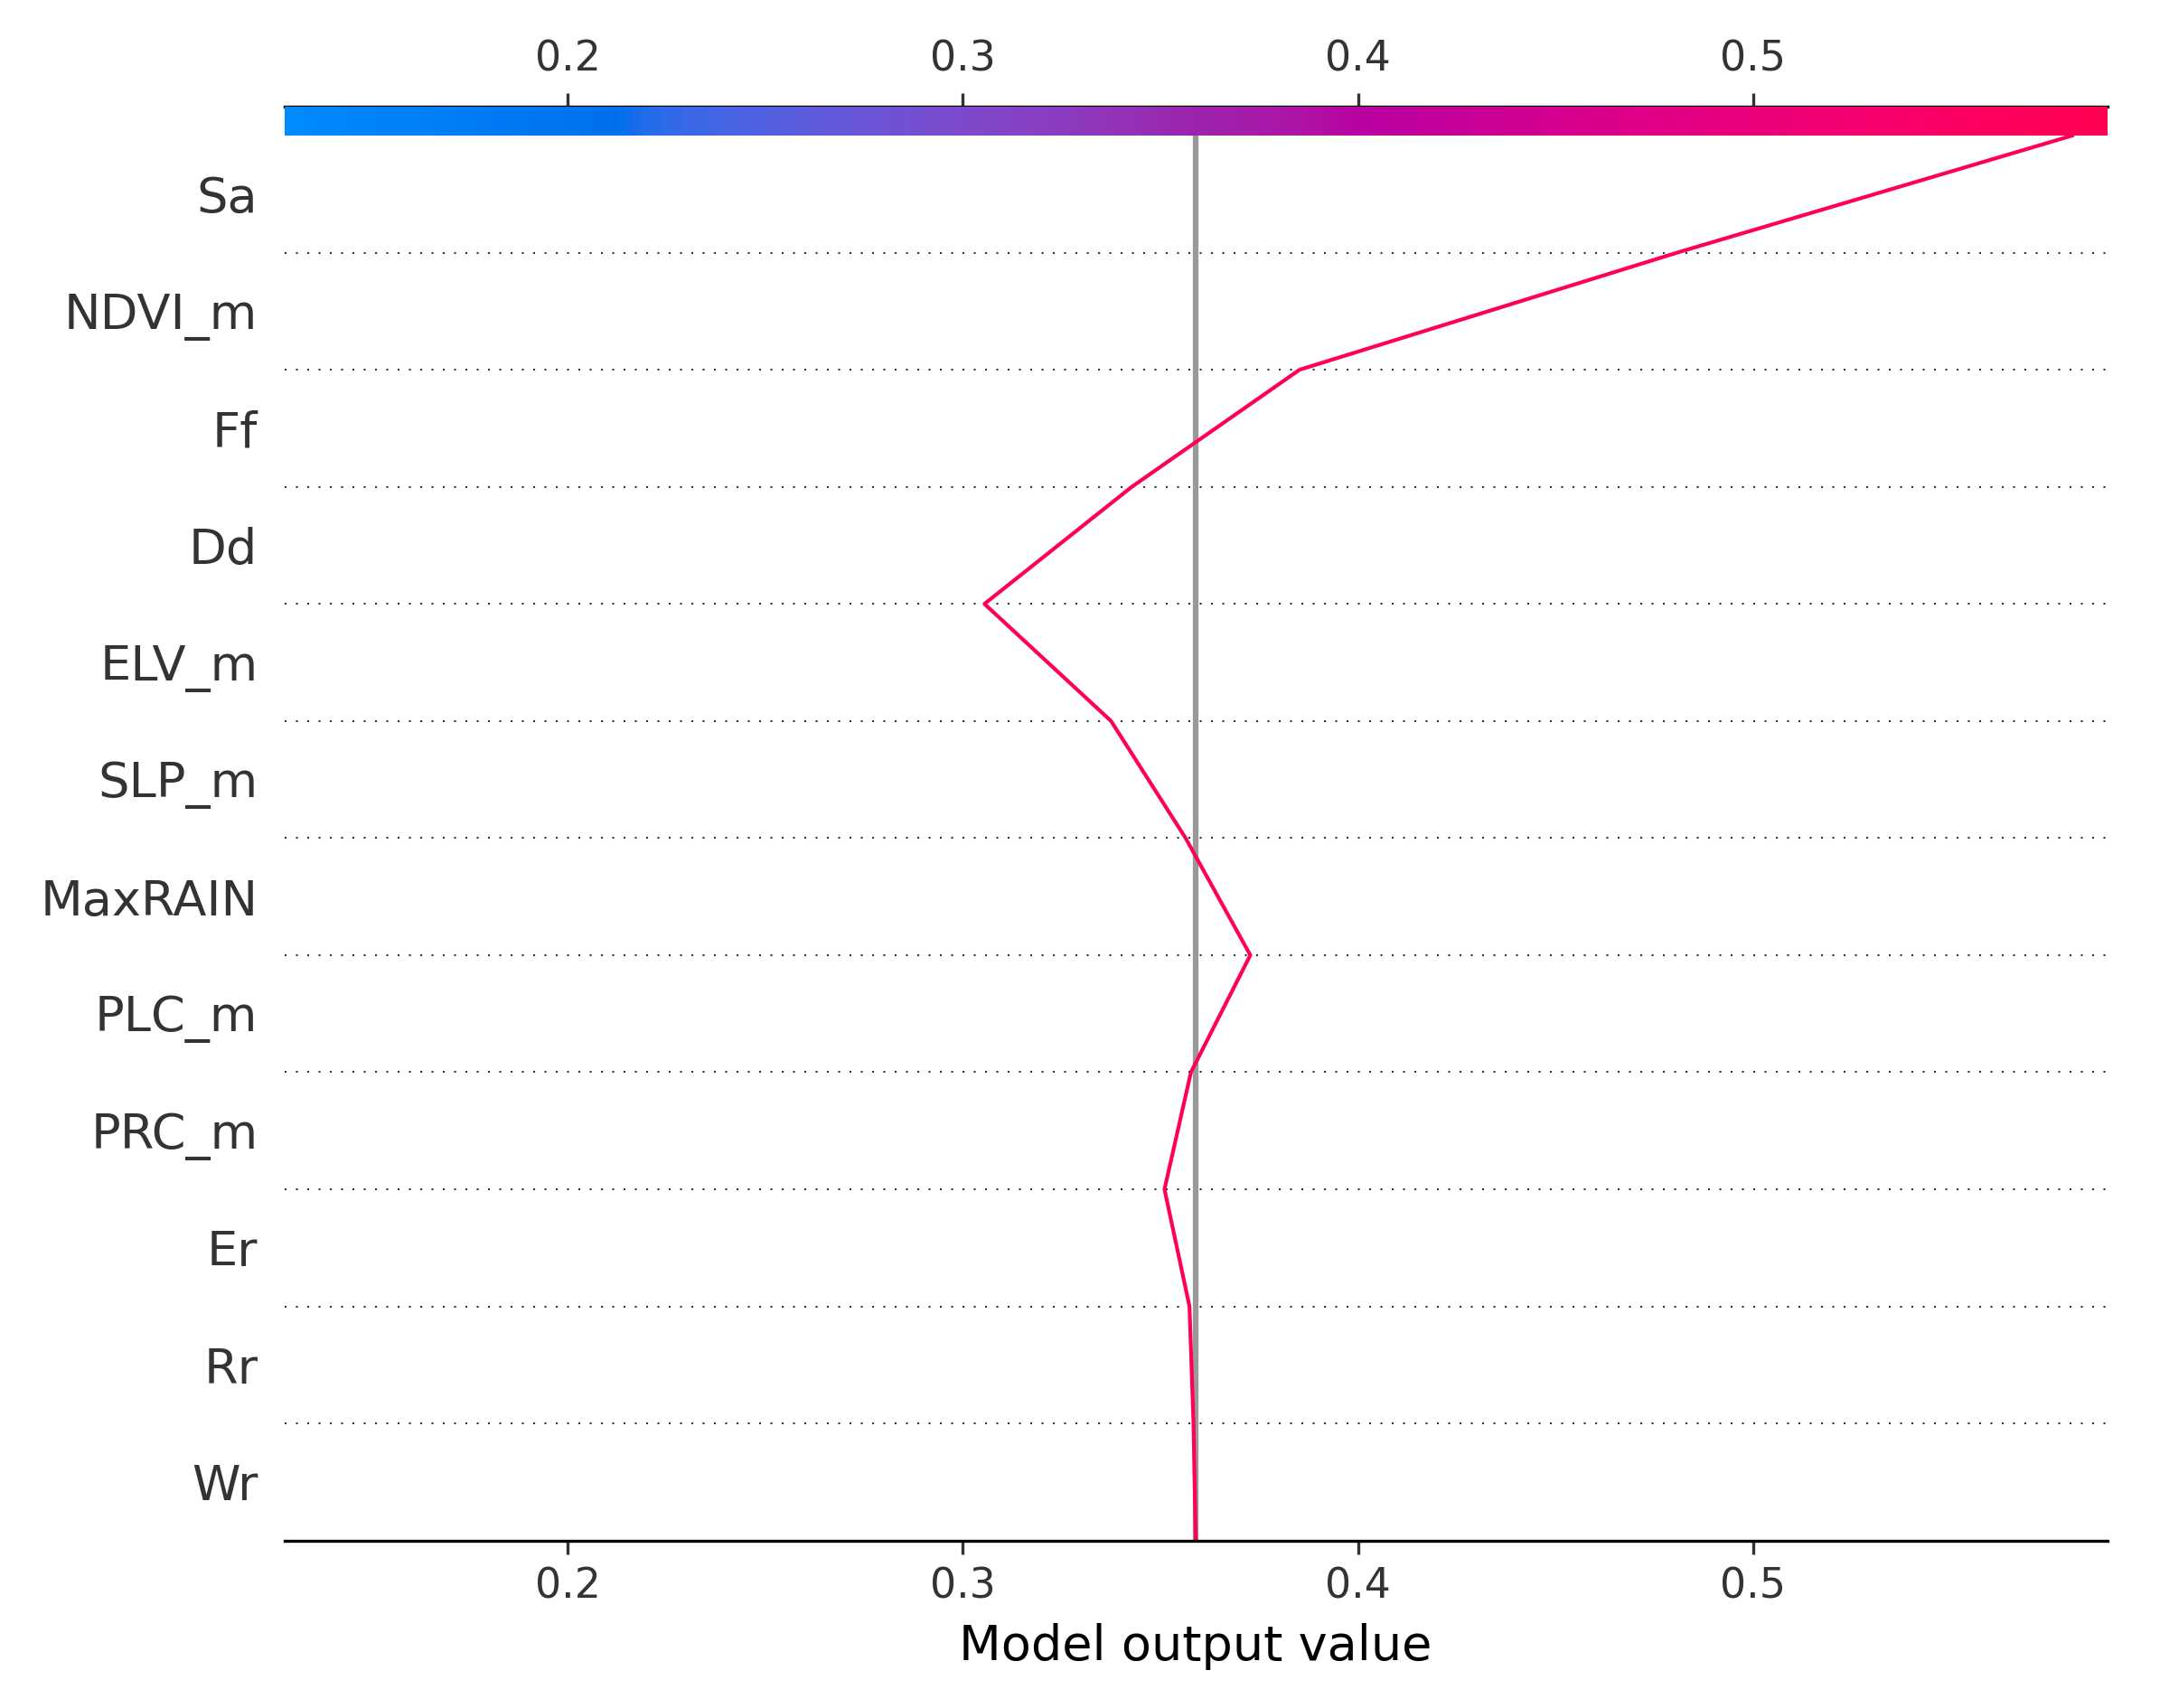 0.2 0.3 0.4 0.5
Sa
NDVI_m
Ff
Dd
ELV_m
SLP_m
MaxRAIN
PLC_m
PRC_m
Er
Rr
Wr
0.2 0.3 0.4 0.5
Model output value